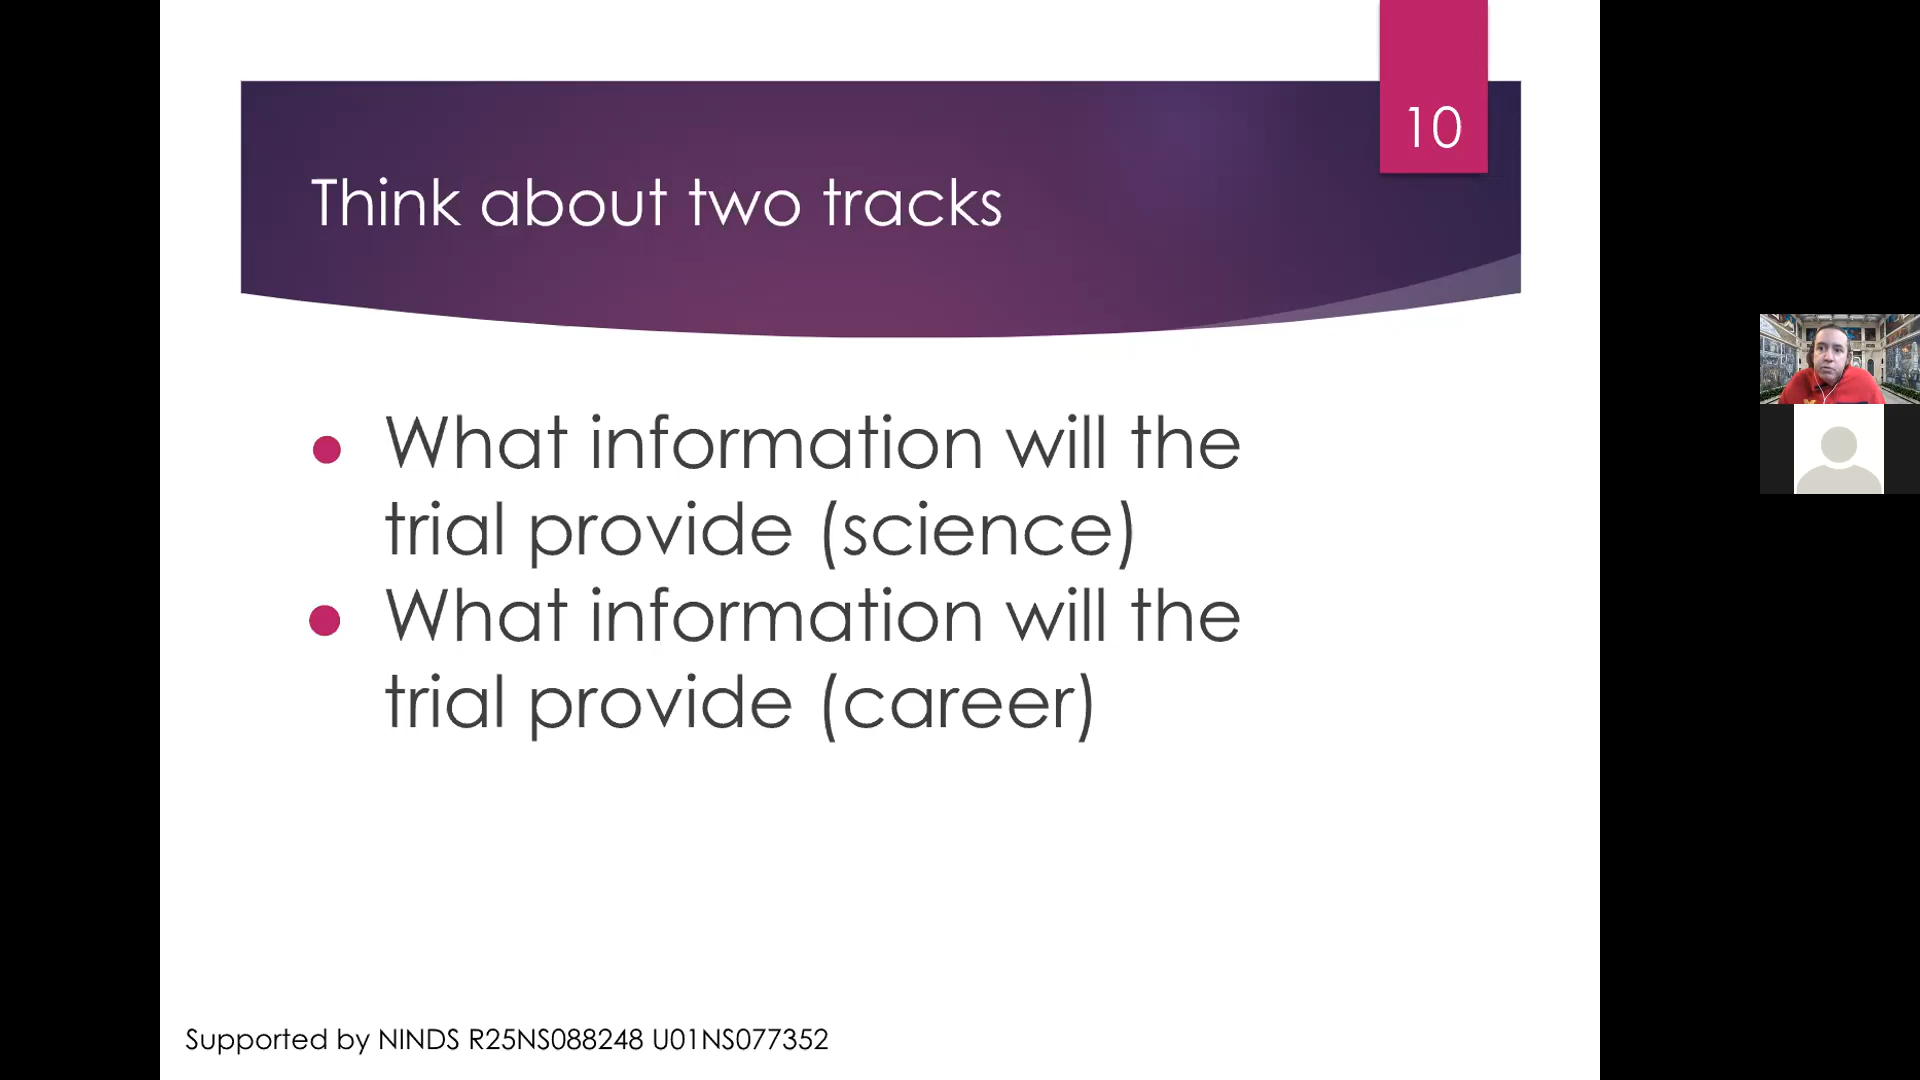 10
Think about two tracks
What information will the
trial provide (science)
What information will the
trial provide (career)
Supported by NINDS R25NS088248 U01NS077352